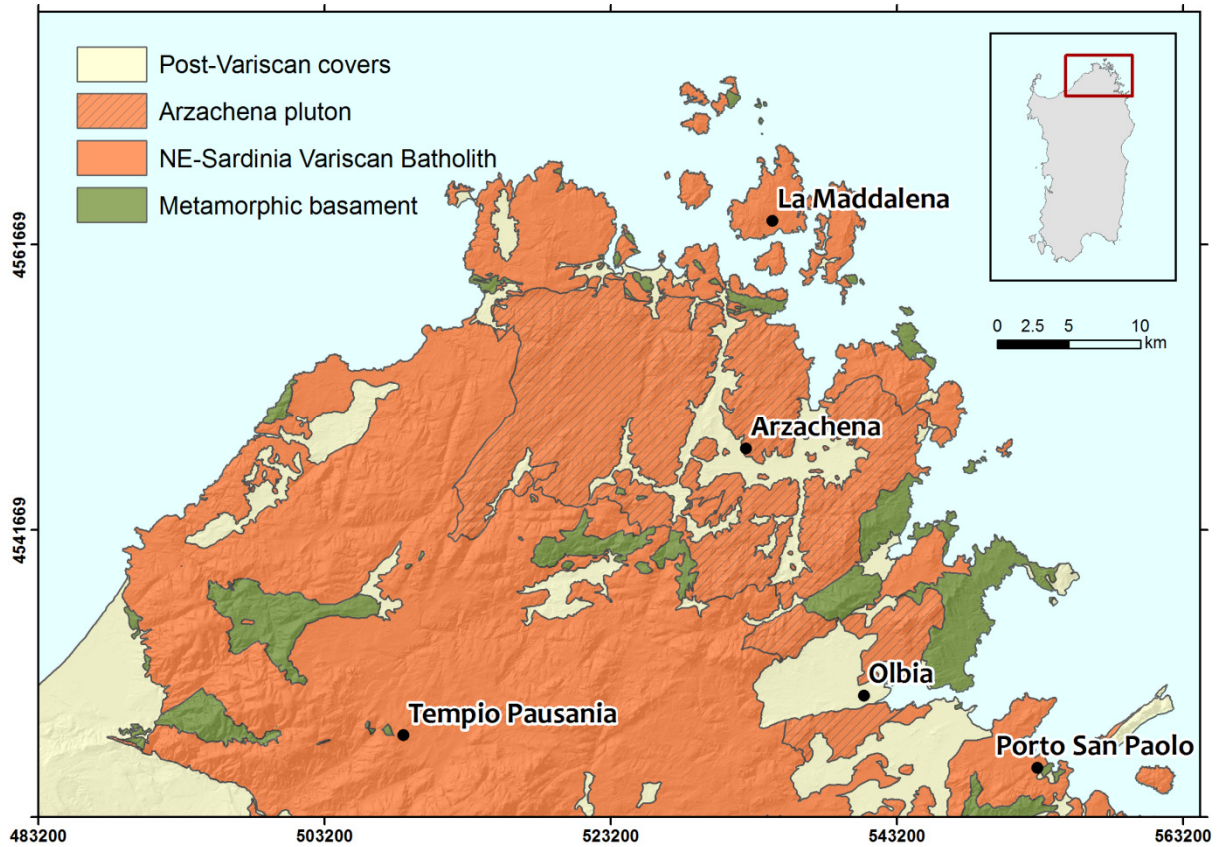 Post-Variscan covers
Arzachena pluton
NE-Sardinia Variscan Batholith
Metamorphic basament
La Maddalena
4561669
0 2.5 5 10
km
Arzachena
4541669
Olbia
Tempio Pausania
Porto San Paolo
483200 503200 523200 543200 563200